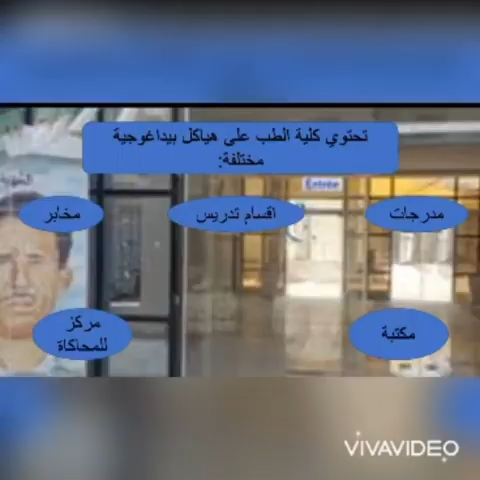 تحتوي كلية الطب على هياكل بيداغوجية
مختلفة:
Entrée
مدرجات
اقسام تدريس
مخابر
مكتبة
مركز
للمحاكاة
VIVAVIDEO